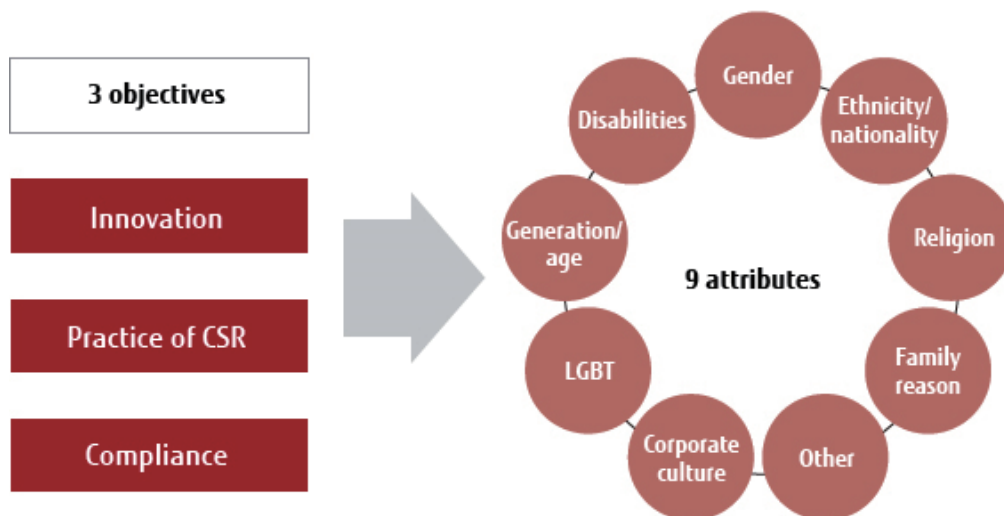 3 objectives
Innovation
Practice of CSR
Compliance
Gender
Ethnicity/
nationality
Religion
Family
reason
Other
Corporate
culture
LGBT
Generation/
age
Disabilities
9 attributes